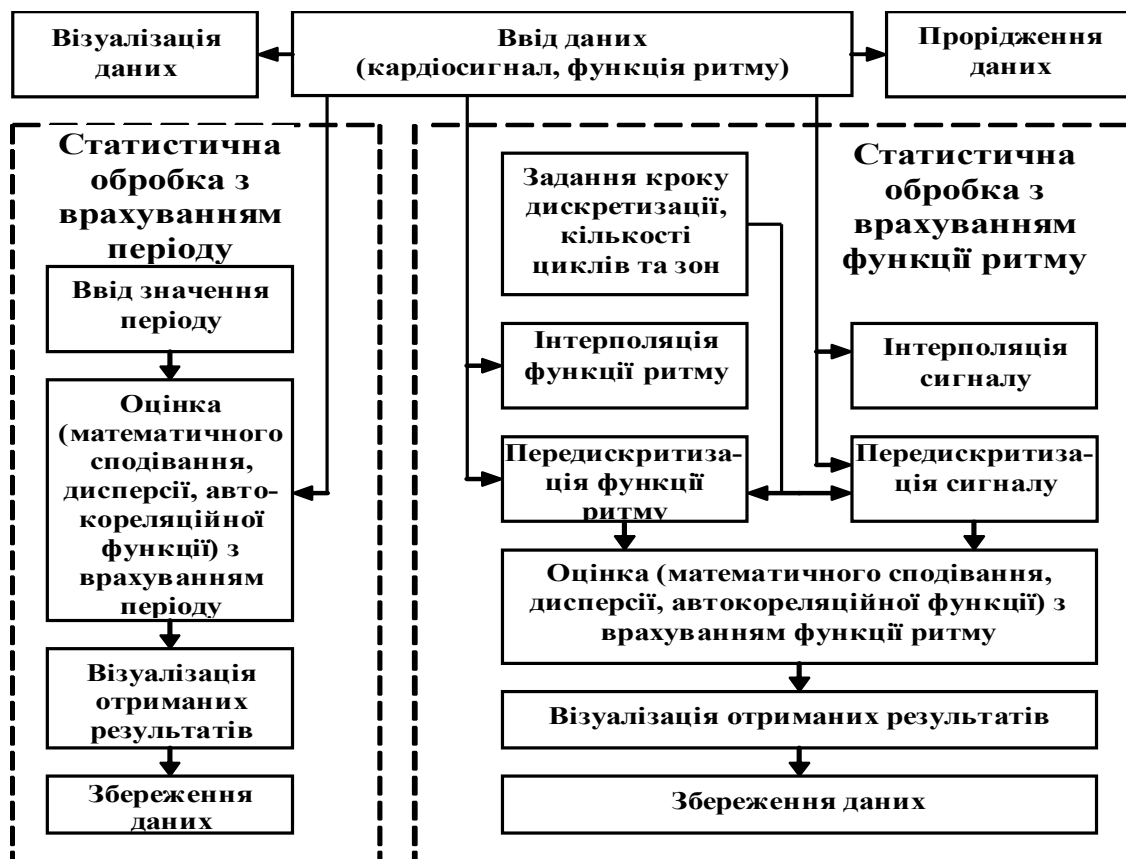 Візуалізація
даних
Ввід даних
(кардіосигнал, функція ритму)
Прорідження
даних
Статистична
обробка з
врахуванням
періоду
Ввід значення
періоду
Оцінка
(математичного
сподівання,
дисперсії, авто-
кореляційної
функції) з
врахуванням
періоду
Візуалізація
отриманих
результатів
Збереження
даних
Статистична
обробка з
врахуванням
функції ритму
Задання кроку
дискретизації,
кількості
циклів та зон
Інтерполяція
функції ритму
Інтерполяція
сигналу
Передискритиза-
ція функції
ритму
Передискритиза-
ція сигналу
Оцінка (математичного сподівання,
дисперсії, автокореляційної функції) з
врахуванням функції ритму
Візуалізація отриманих результатів
Збереження даних